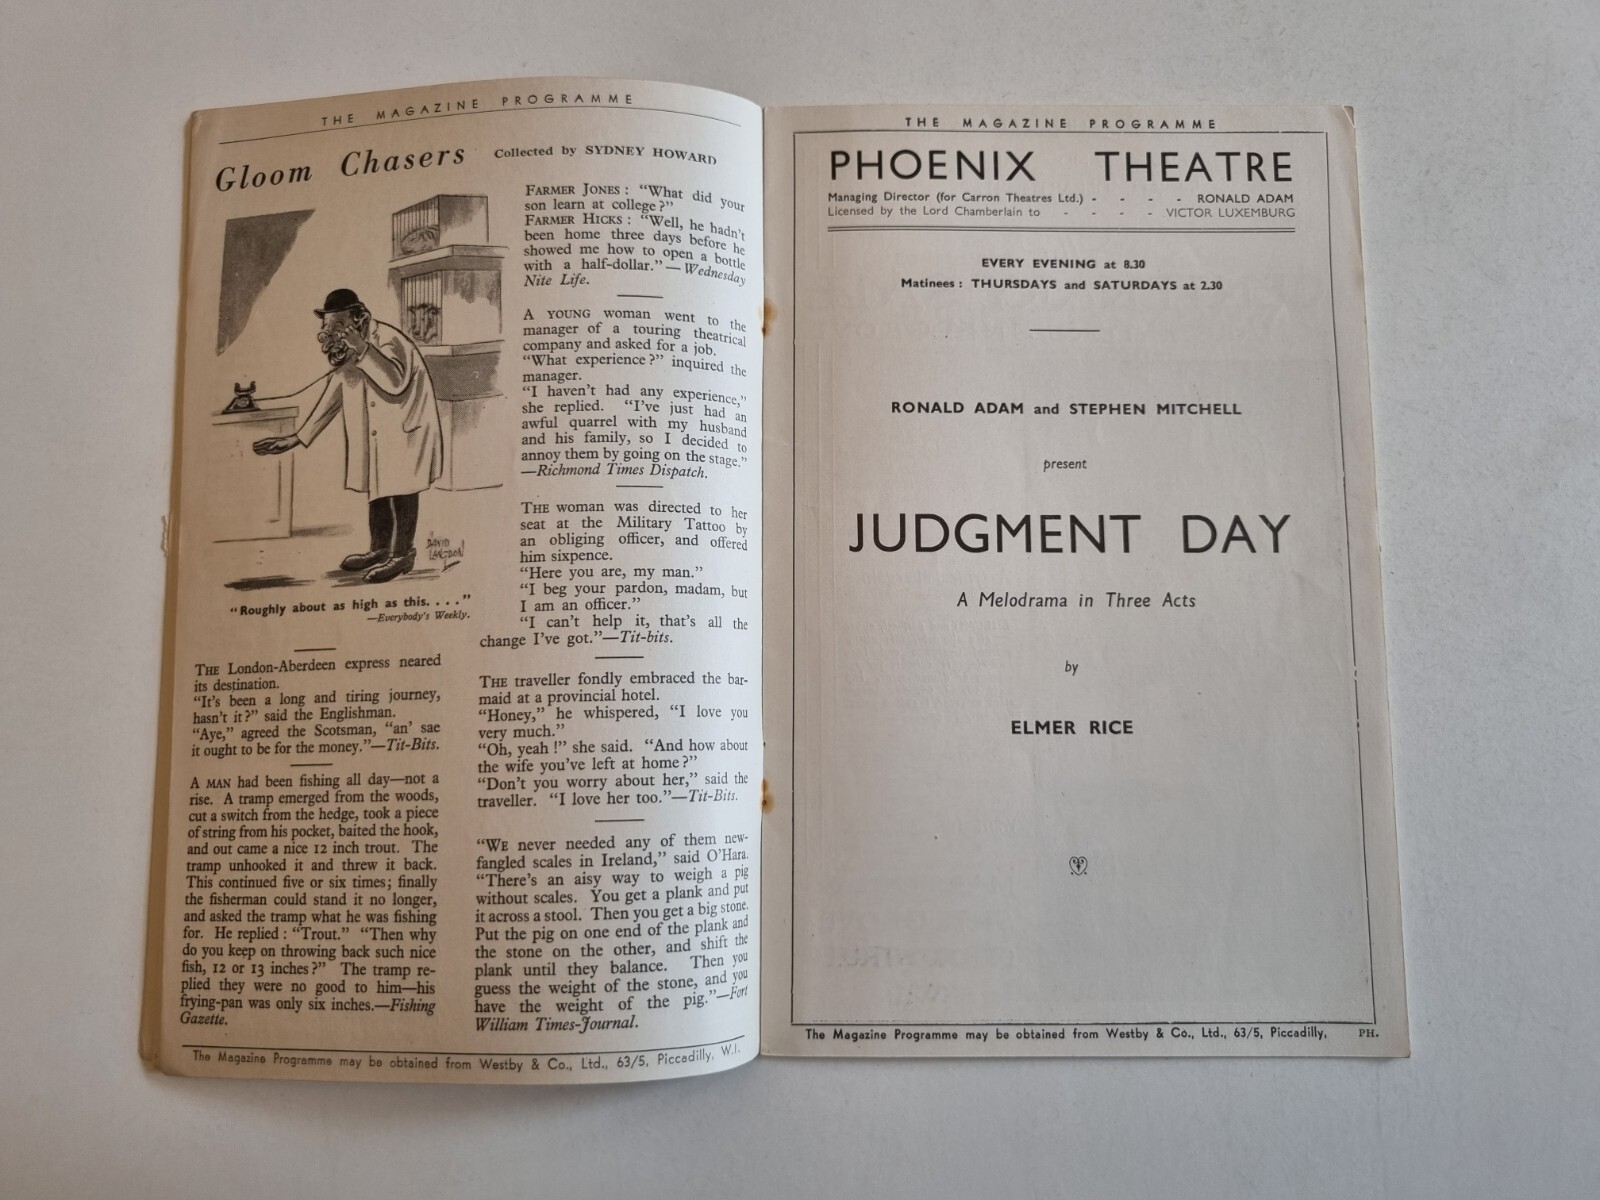 THE MAGAZINE PROGRAMME
Gloom Chasers
Collected by SYDNEY HOWARD
DAVID
LANGDON
"Roughly about as high as this. . . ."
—Everybody's Weekly.
THE London-Aberdeen express neared
its destination.
"It's been a long and tiring journey,
hasn't it?" said the Englishman.
"Aye," agreed the Scotsman, "an' sae
it ought to be for the money."—Tit-Bits.
A MAN had been fishing all day—not a
rise. A tramp emerged from the woods,
cut a switch from the hedge, took a piece
of string from his pocket, baited the hook,
and out came a nice 12 inch trout. The
tramp unhooked it and threw it back.
This continued five or six times; finally
the fisherman could stand it no longer,
and asked the tramp what he was fishing
for. He replied: "Trout." "Then why
do you keep on throwing back such nice
fish, 12 or 13 inches?" The tramp re-
plied they were no good to him—his
frying-pan was only six inches.—Fishing
Gazette.
FARMER JONES: "What did your
son learn at college?"
FARMER HICKS: "Well, he hadn't
been home three days before he
showed me how to open a bottle
with a half-dollar."—Wednesday
Nite Life.
A YOUNG woman went to the
manager of a touring theatrical
company and asked for a job.
"What experience?" inquired the
manager.
"I haven't had any experience,"
she replied. "I've just had an
awful quarrel with my husband
and his family, so I decided to
annoy them by going on the stage."
—Richmond Times Dispatch.
THE woman was directed to her
seat at the Military Tattoo by
an obliging officer, and offered
him sixpence.
"Here you are, my man."
"I beg your pardon, madam, but
I am an officer."
"I can't help it, that's all the
change I've got."—Tit-bits.
THE traveller fondly embraced the bar-
maid at a provincial hotel.
"Honey," he whispered, "I love you
very much."
"Oh, yeah!" she said. "And how about
the wife you've left at home?"
"Don't you worry about her," said the
traveller. "I love her too."—Tit-Bits.
"WE never needed any of them new-
fangled scales in Ireland," said O'Hara.
"There's an aisy way to weigh a pig
without scales. You get a plank and put
it across a stool. Then you get a big stone.
Put the pig on one end of the plank and
the stone on the other, and shift the
plank until they balance. Then you
guess the weight of the stone, and you
have the weight of the pig."—Fort
William Times-Journal.
The Magazine Programme may be obtained from Westby & Co., Ltd., 63/5, Piccadilly, W.1.
THE MAGAZINE PROGRAMME
PHOENIX THEATRE
Managing Director (for Carron Theatres Ltd.) - - - - RONALD ADAM
Licensed by the Lord Chamberlain to - - - - VICTOR LUXEMBURG
EVERY EVENING at 8.30
Matinees: THURSDAYS and SATURDAYS at 2.30
RONALD ADAM and STEPHEN MITCHELL
present
JUDGMENT DAY
A Melodrama in Three Acts
by
ELMER RICE
The Magazine Programme may be obtained from Westby & Co., Ltd., 63/5, Piccadilly, PH.